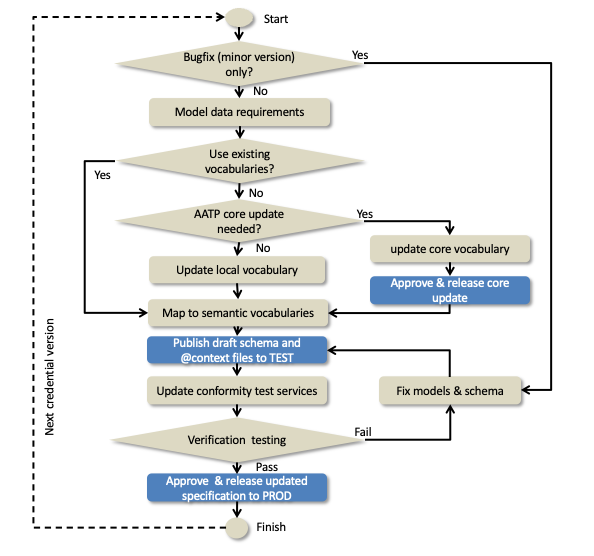 Start
Bugfix (minor version)
only?
Yes
No
Model data requirements
Use existing
vocabularies?
Yes
No
AATP core update
needed?
Yes
No
update core vocabulary
Update local vocabulary
Approve & release core
update
Map to semantic vocabularies
Publish draft schema and
@context files to TEST
Update conformity test services
Fix models & schema
Next credential version
Verification testing
Fail
Pass
Approve & release updated
specification to PROD
Finish